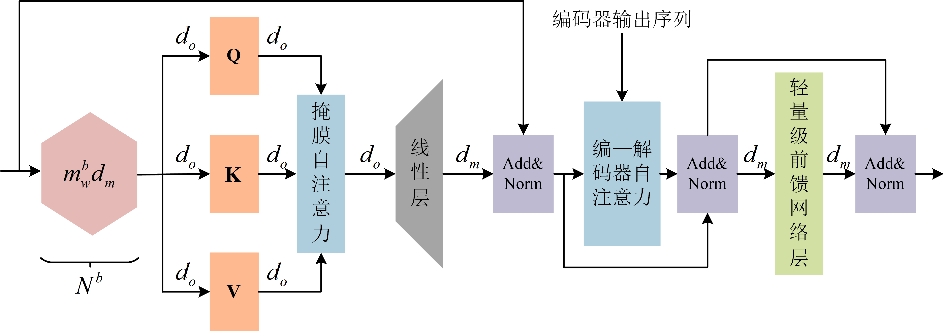 编码器输出序列
d_o
d_o
Q
m_w^b d_m
N^b
d_o
d_o
K
d_o
d_o
V
掩膜自注意力
d_o
线性层
d_m
Add&
Norm
编—解
码器自
注意力
Add&
Norm
d_m
轻量级前馈网络层
d_m
Add&
Norm